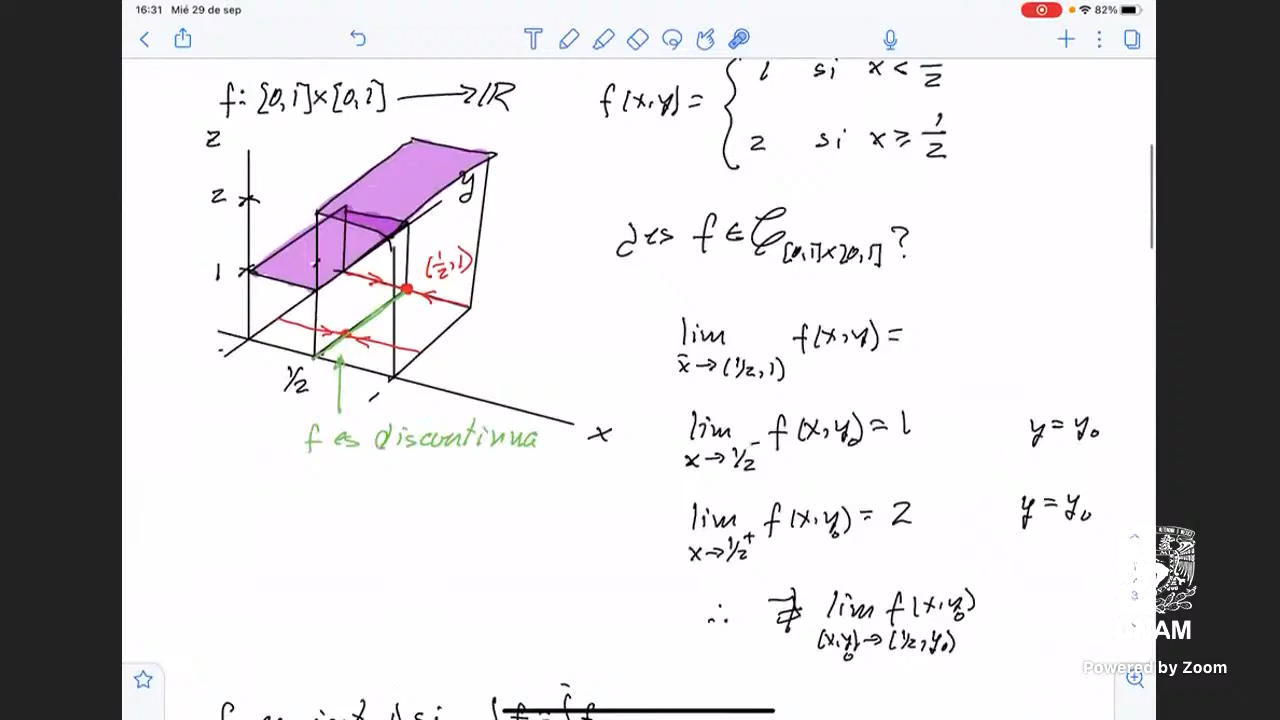 16:31 Mié 29 de sep
82%
f: [0,1]×[0,1] ⟶ ℝ
f(x,y) = { 1 si x < 1/2
2 si x ≥ 1/2
z
y
2
1
(1/2, 1)
1/2
1
x
f es discontinua
¿es f ∈ 𝒞[0,1]×[0,1] ?
lim x̄→(1/2,1) f(x,y) =
lim x→1/2⁻ f(x,y₀) = 1 y = y₀
lim x→1/2⁺ f(x,y₀) = 2 y = y₀
∴ ∄ lim (x,y₀)→(1/2,y₀) f(x,y₀)
si
UNAM
Powered by Zoom